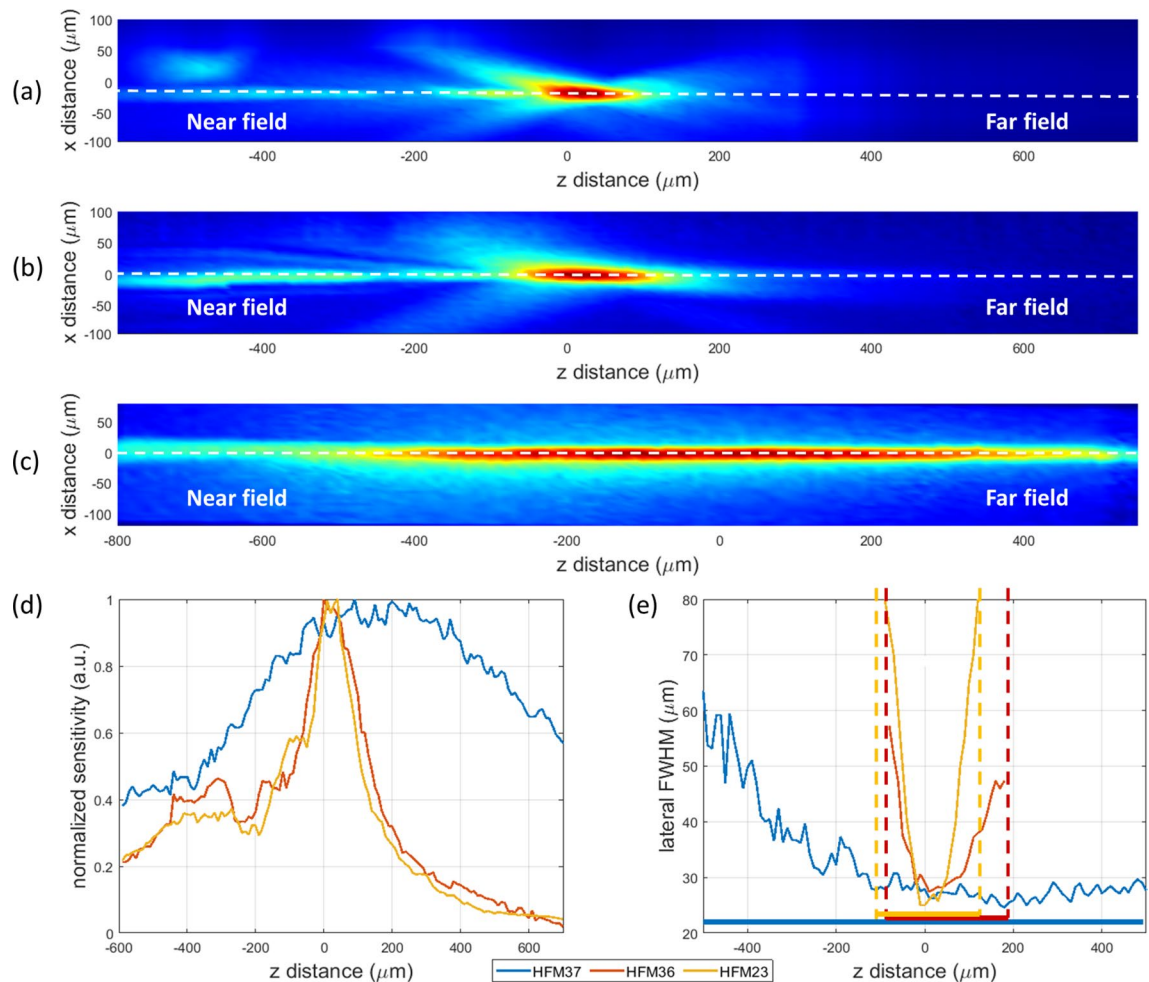 (a)
x distance (μm)
100
50
0
-50
-100
Near field
Far field
-400
-200
0
200
400
600
z distance (μm)
(b)
x distance (μm)
100
50
0
-50
-100
Near field
Far field
-400
-200
0
200
400
600
z distance (μm)
(c)
x distance (μm)
50
0
-50
-100
Near field
Far field
-800
-600
-400
-200
0
200
400
z distance (μm)
(d)
normalized sensitivity (a.u.)
1
0.8
0.6
0.4
0.2
0
-600
-400
-200
0
200
400
600
z distance (μm)
(e)
lateral FWHM (μm)
80
70
60
50
40
30
20
-400
-200
0
200
400
z distance (μm)
HFM37
HFM36
HFM23